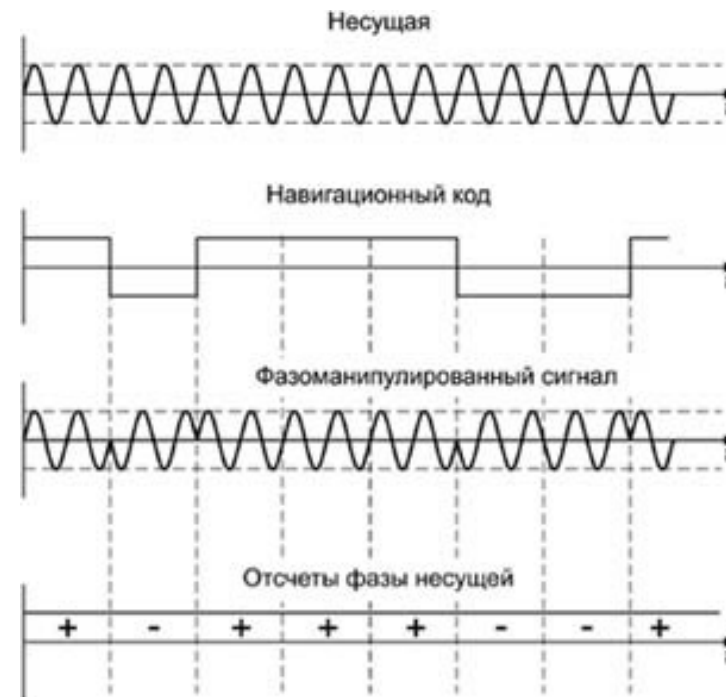 Несущая
Навигационный код
Фазоманипулированный сигнал
Отсчеты фазы несущей
+ - + + + - - +